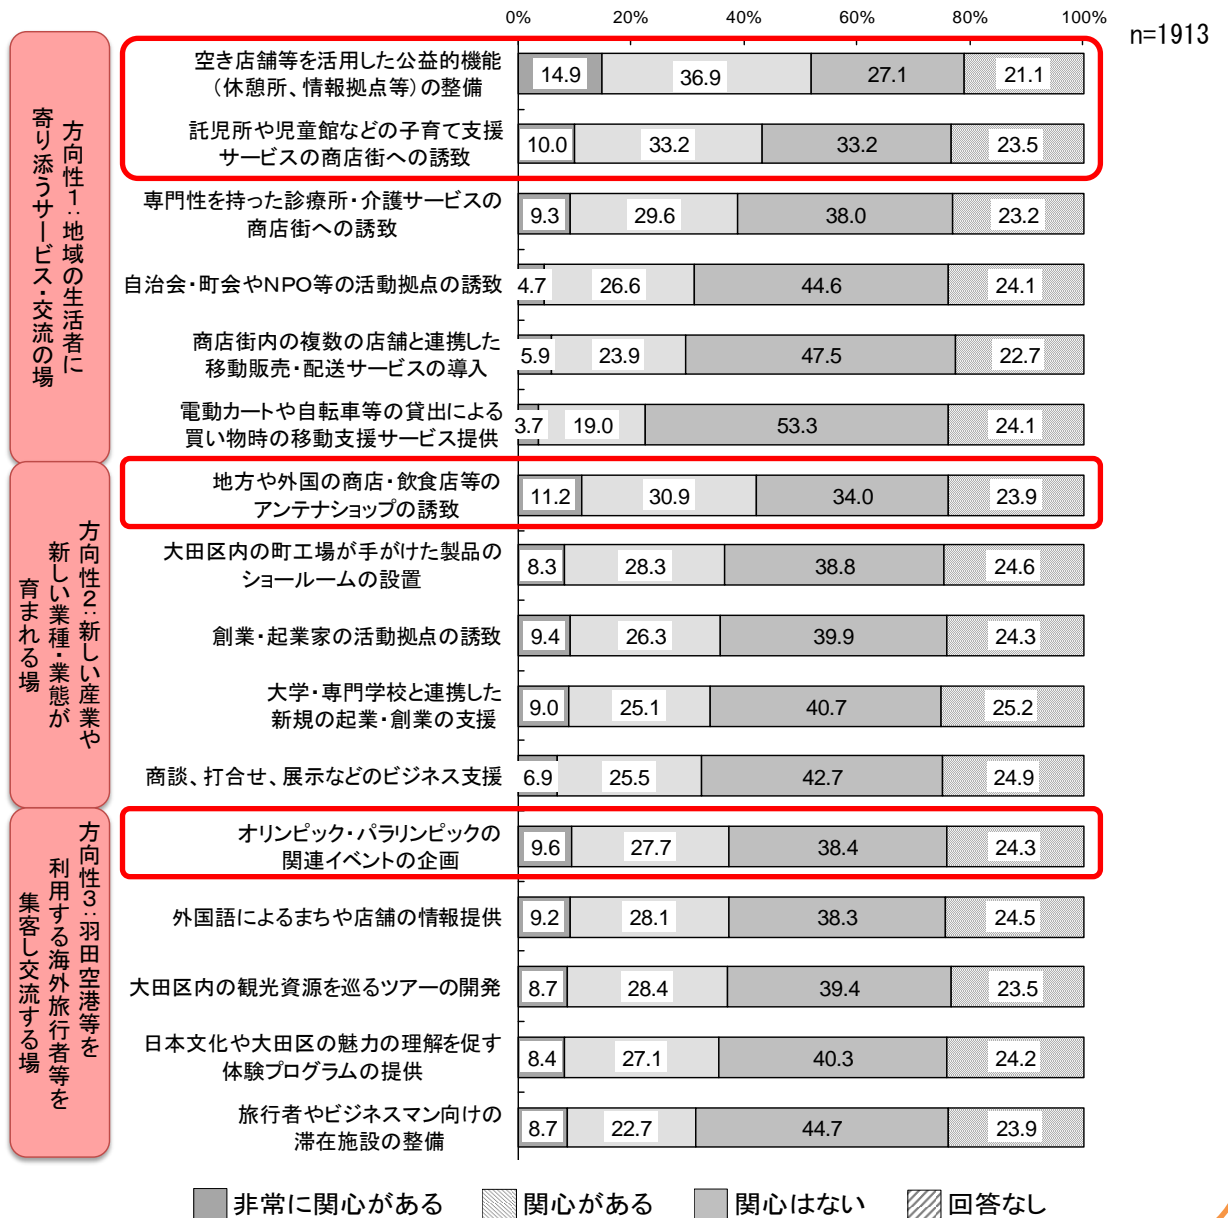 0%
20%
40%
60%
80%
100%
n=1913
方向性1：地域の生活者に
寄り添うサービス・交流の場
空き店舗等を活用した公益的機能
（休憩所、情報拠点等）の整備
14.9
36.9
27.1
21.1
託児所や児童館などの子育て支援
サービスの商店街への誘致
10.0
33.2
33.2
23.5
専門性を持った診療所・介護サービスの
商店街への誘致
9.3
29.6
38.0
23.2
自治会・町会やNPO等の活動拠点の誘致
4.7
26.6
44.6
24.1
商店街内の複数の店舗と連携した
移動販売・配送サービスの導入
5.9
23.9
47.5
22.7
電動カートや自転車等の貸出による
買い物時の移動支援サービス提供
3.7
19.0
53.3
24.1
方向性2：新しい産業や
新しい業種・業態が
育まれる場
地方や外国の商店・飲食店等の
アンテナショップの誘致
11.2
30.9
34.0
23.9
大田区内の町工場が手がけた製品の
ショールームの設置
8.3
28.3
38.8
24.6
創業・起業家の活動拠点の誘致
9.4
26.3
39.9
24.3
大学・専門学校と連携した
新規の起業・創業の支援
9.0
25.1
40.7
25.2
商談、打合せ、展示などのビジネス支援
6.9
25.5
42.7
24.9
方向性3：羽田空港等を
利用する海外旅行者等を
集客し交流する場
オリンピック・パラリンピックの
関連イベントの企画
9.6
27.7
38.4
24.3
外国語によるまちや店舗の情報提供
9.2
28.1
38.3
24.5
大田区内の観光資源を巡るツアーの開発
8.7
28.4
39.4
23.5
日本文化や大田区の魅力の理解を促す
体験プログラムの提供
8.4
27.1
40.3
24.2
旅行者やビジネスマン向けの
滞在施設の整備
8.7
22.7
44.7
23.9
非常に関心がある
関心がある
関心はない
回答なし